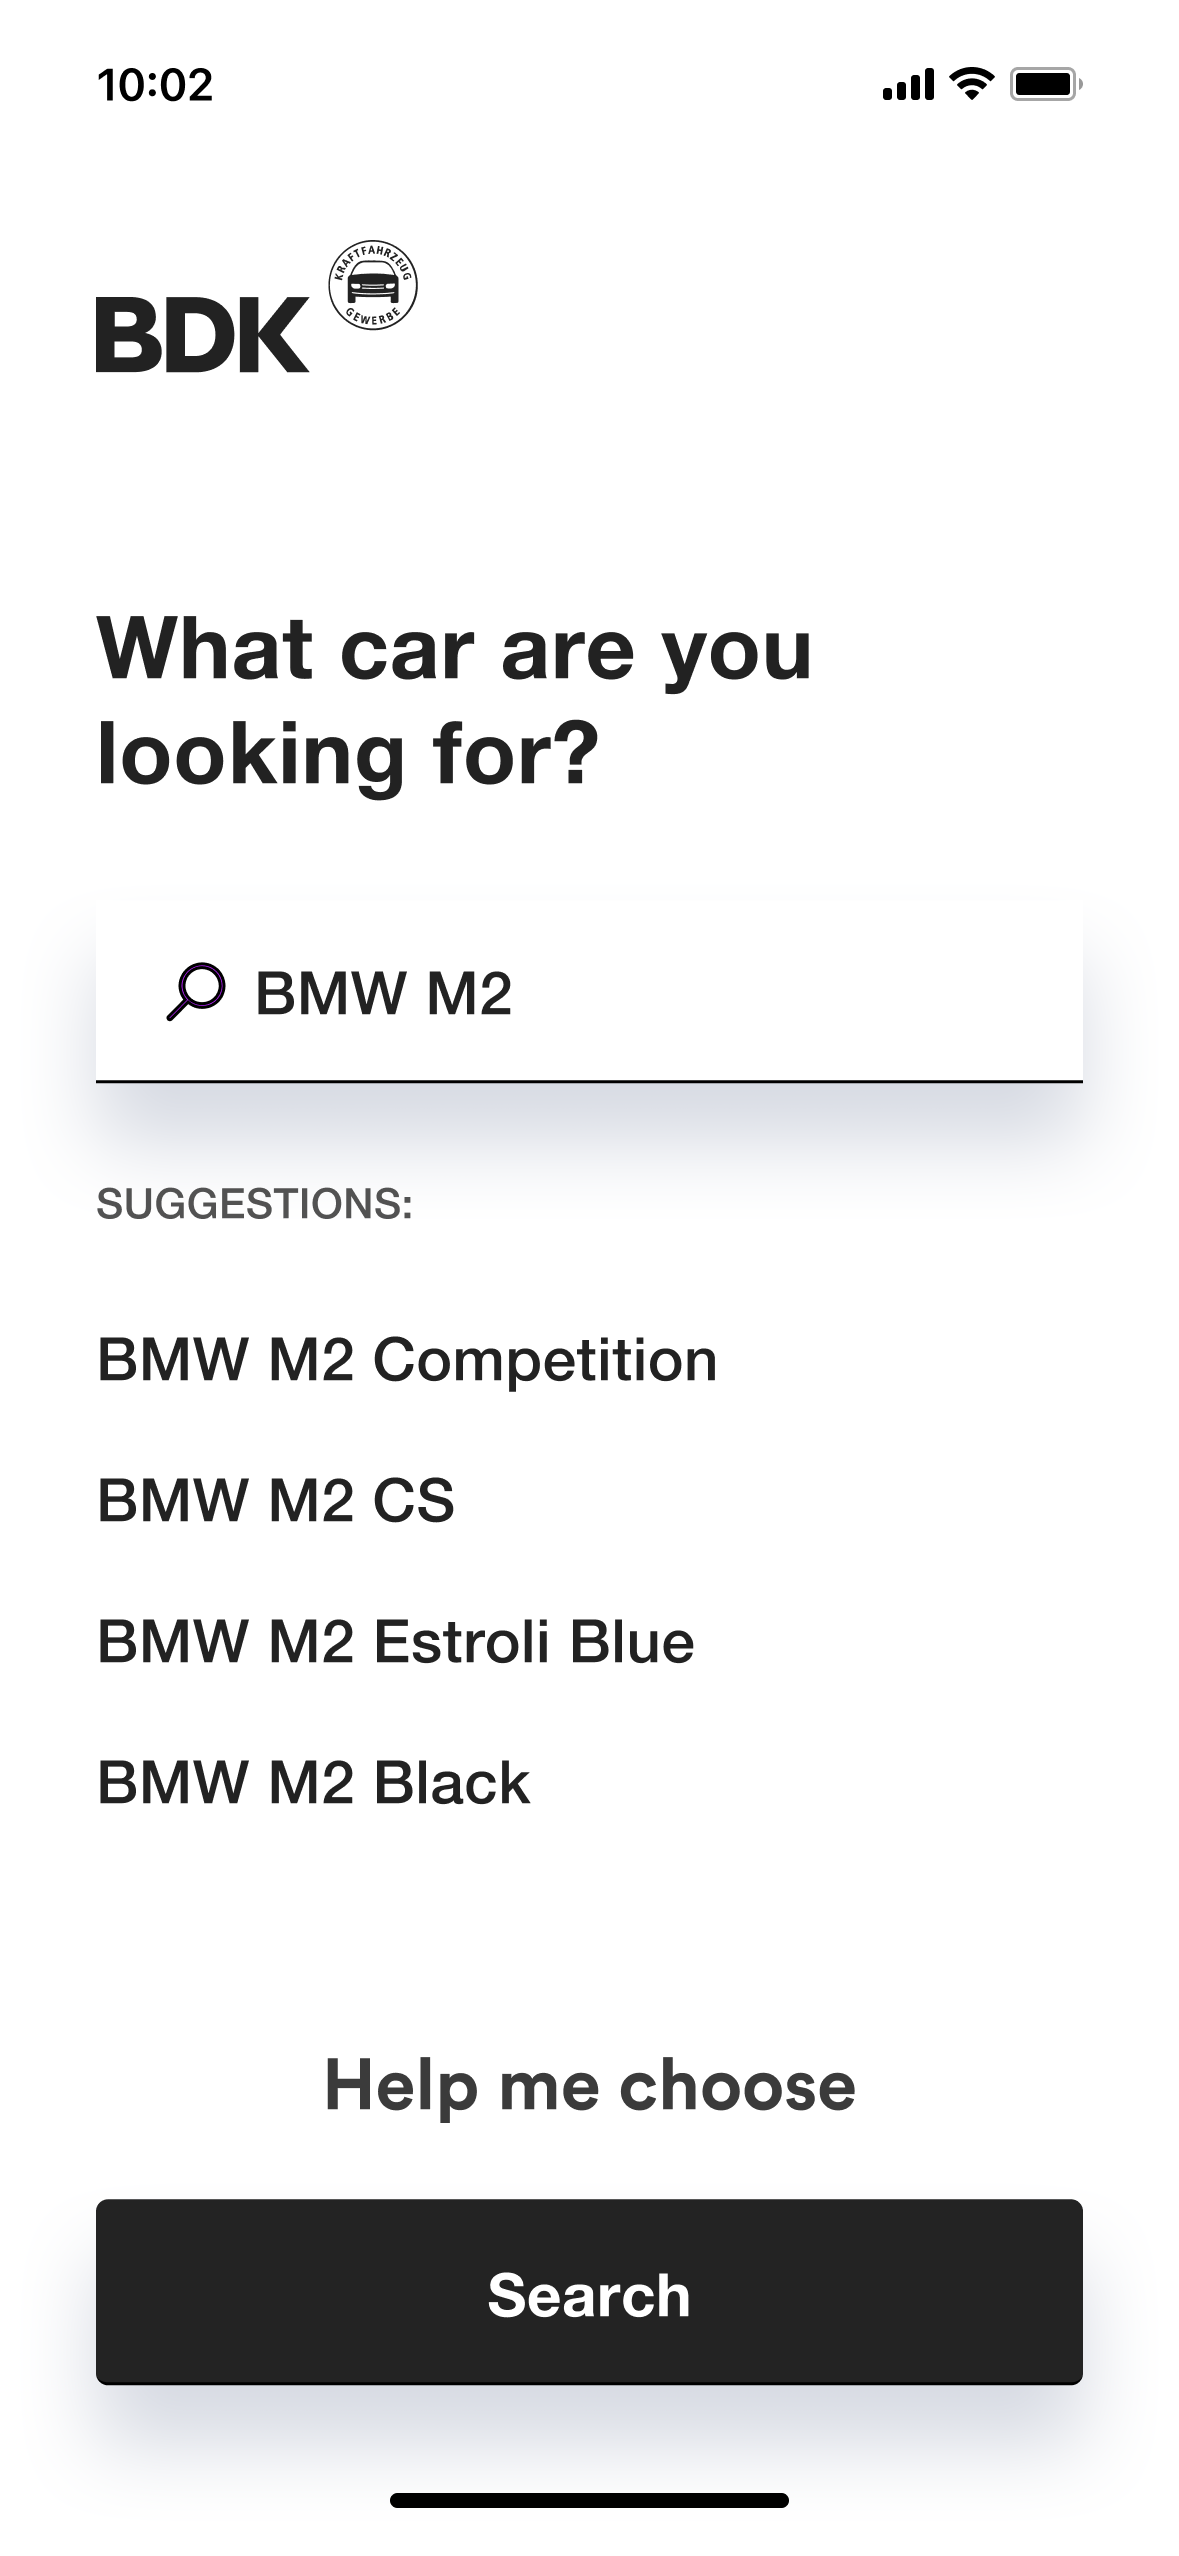 10:02
KRAFTFAHRZEUG
GEWERBE
BDK
What car are you
looking for?
BMW M2
SUGGESTIONS:
BMW M2 Competition
BMW M2 CS
BMW M2 Estroli Blue
BMW M2 Black
Help me choose
Search